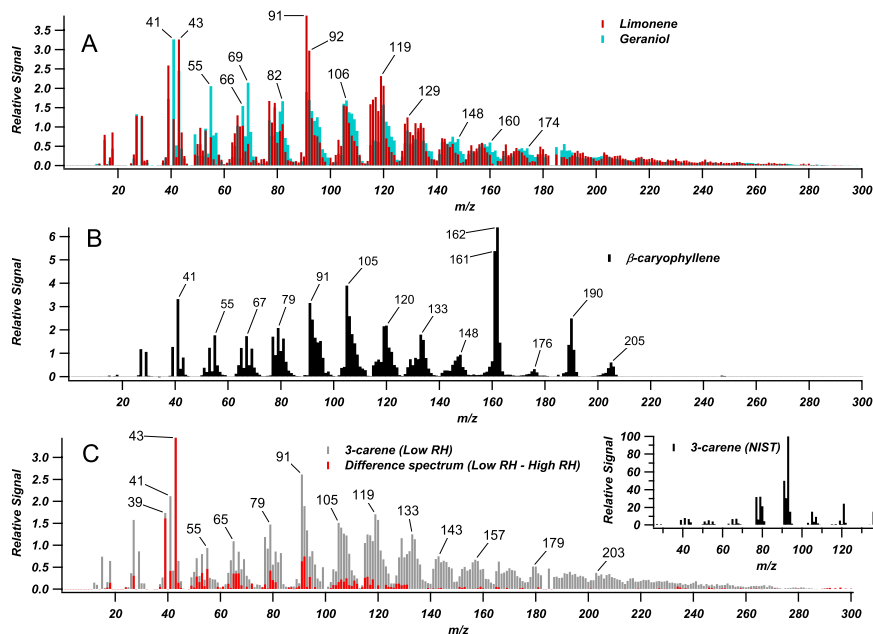 A
Limonene
Geraniol
Relative Signal
3.5
3.0
2.5
2.0
1.5
1.0
0.5
0.0
41 43 55 66 69 82 91 92 106 119 129 148 160 174
20 40 60 80 100 120 140 160 180 200 220 240 260 280 300
m/z
B
β-caryophyllene
Relative Signal
6
5
4
3
2
1
0
41 55 67 79 91 105 120 133 148 161 162 176 190 205
20 40 60 80 100 120 140 160 180 200 220 240 260 280 300
m/z
C
3-carene (Low RH)
Difference spectrum (Low RH - High RH)
Relative Signal
3.0
2.5
2.0
1.5
1.0
0.5
0.0
39 41 43 55 65 79 91 105 119 133 143 157 179 203
20 40 60 80 100 120 140 160 180 200 220 240 260 280 300
m/z
3-carene (NIST)
Relative Signal
100
80
60
40
20
0
40 60 80 100 120
m/z